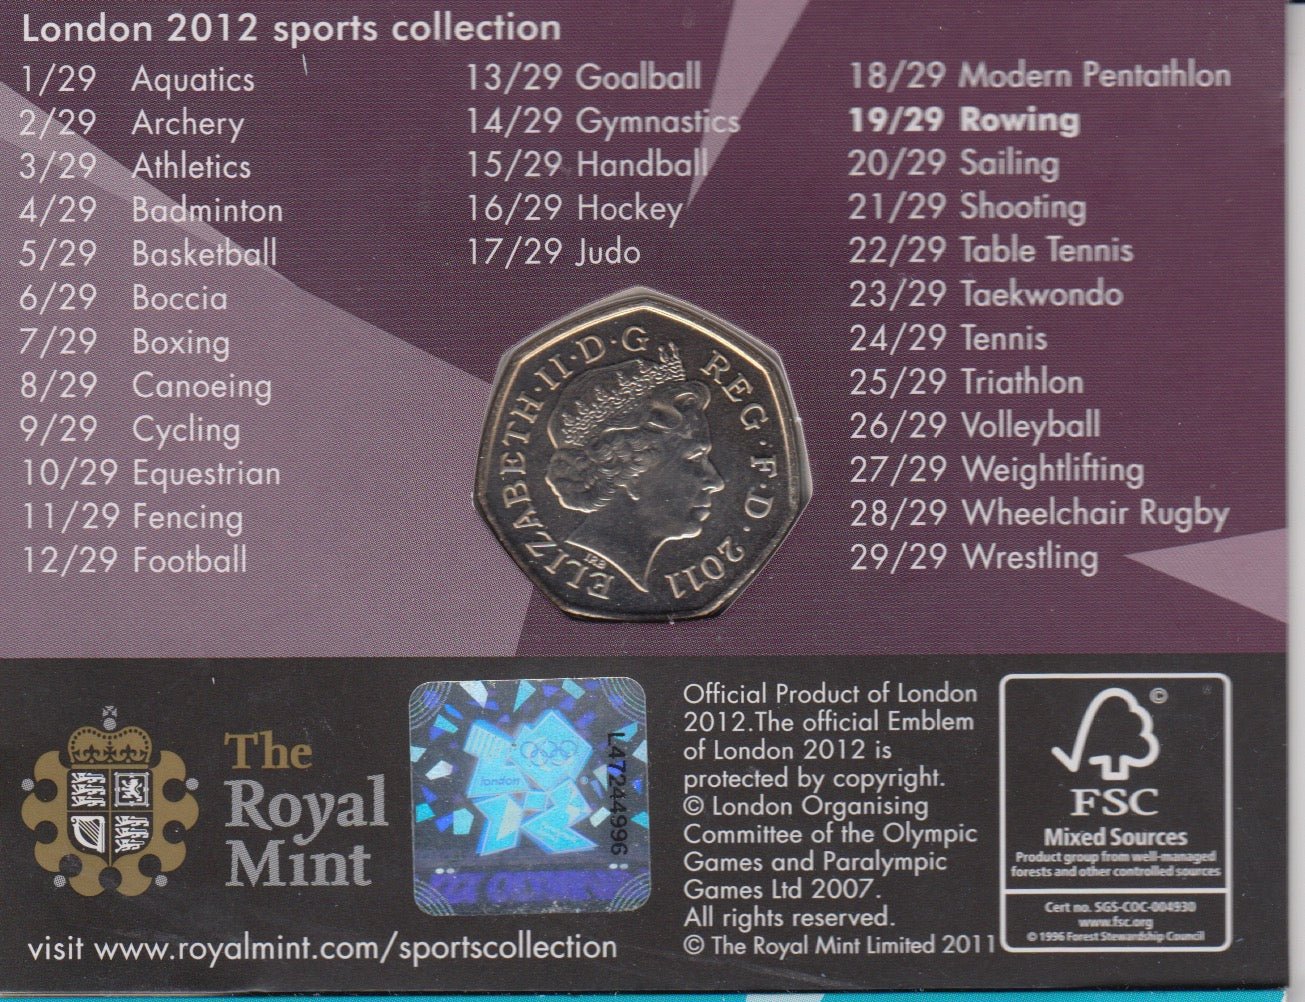 London 2012 sports collection
1/29 Aquatics
2/29 Archery
3/29 Athletics
4/29 Badminton
5/29 Basketball
6/29 Boccia
7/29 Boxing
8/29 Canoeing
9/29 Cycling
10/29 Equestrian
11/29 Fencing
12/29 Football
13/29 Goalball
14/29 Gymnastics
15/29 Handball
16/29 Hockey
17/29 Judo
18/29 Modern Pentathlon
19/29 Rowing
20/29 Sailing
21/29 Shooting
22/29 Table Tennis
23/29 Taekwondo
24/29 Tennis
25/29 Triathlon
26/29 Volleyball
27/29 Weightlifting
28/29 Wheelchair Rugby
29/29 Wrestling
ELIZABETH·II·D·G REG·F·D·2011
IRB
The
Royal
Mint
visit www.royalmint.com/sportscollection
london
L47244996
Official Product of London
2012.The official Emblem
of London 2012 is
protected by copyright.
© London Organising
Committee of the Olympic
Games and Paralympic
Games Ltd 2007.
All rights reserved.
© The Royal Mint Limited 2011
©
FSC
Mixed Sources
Product group from well-managed
forests and other controlled sources
Cert no. SGS-COC-004930
www.fsc.org
© 1996 Forest Stewardship Council